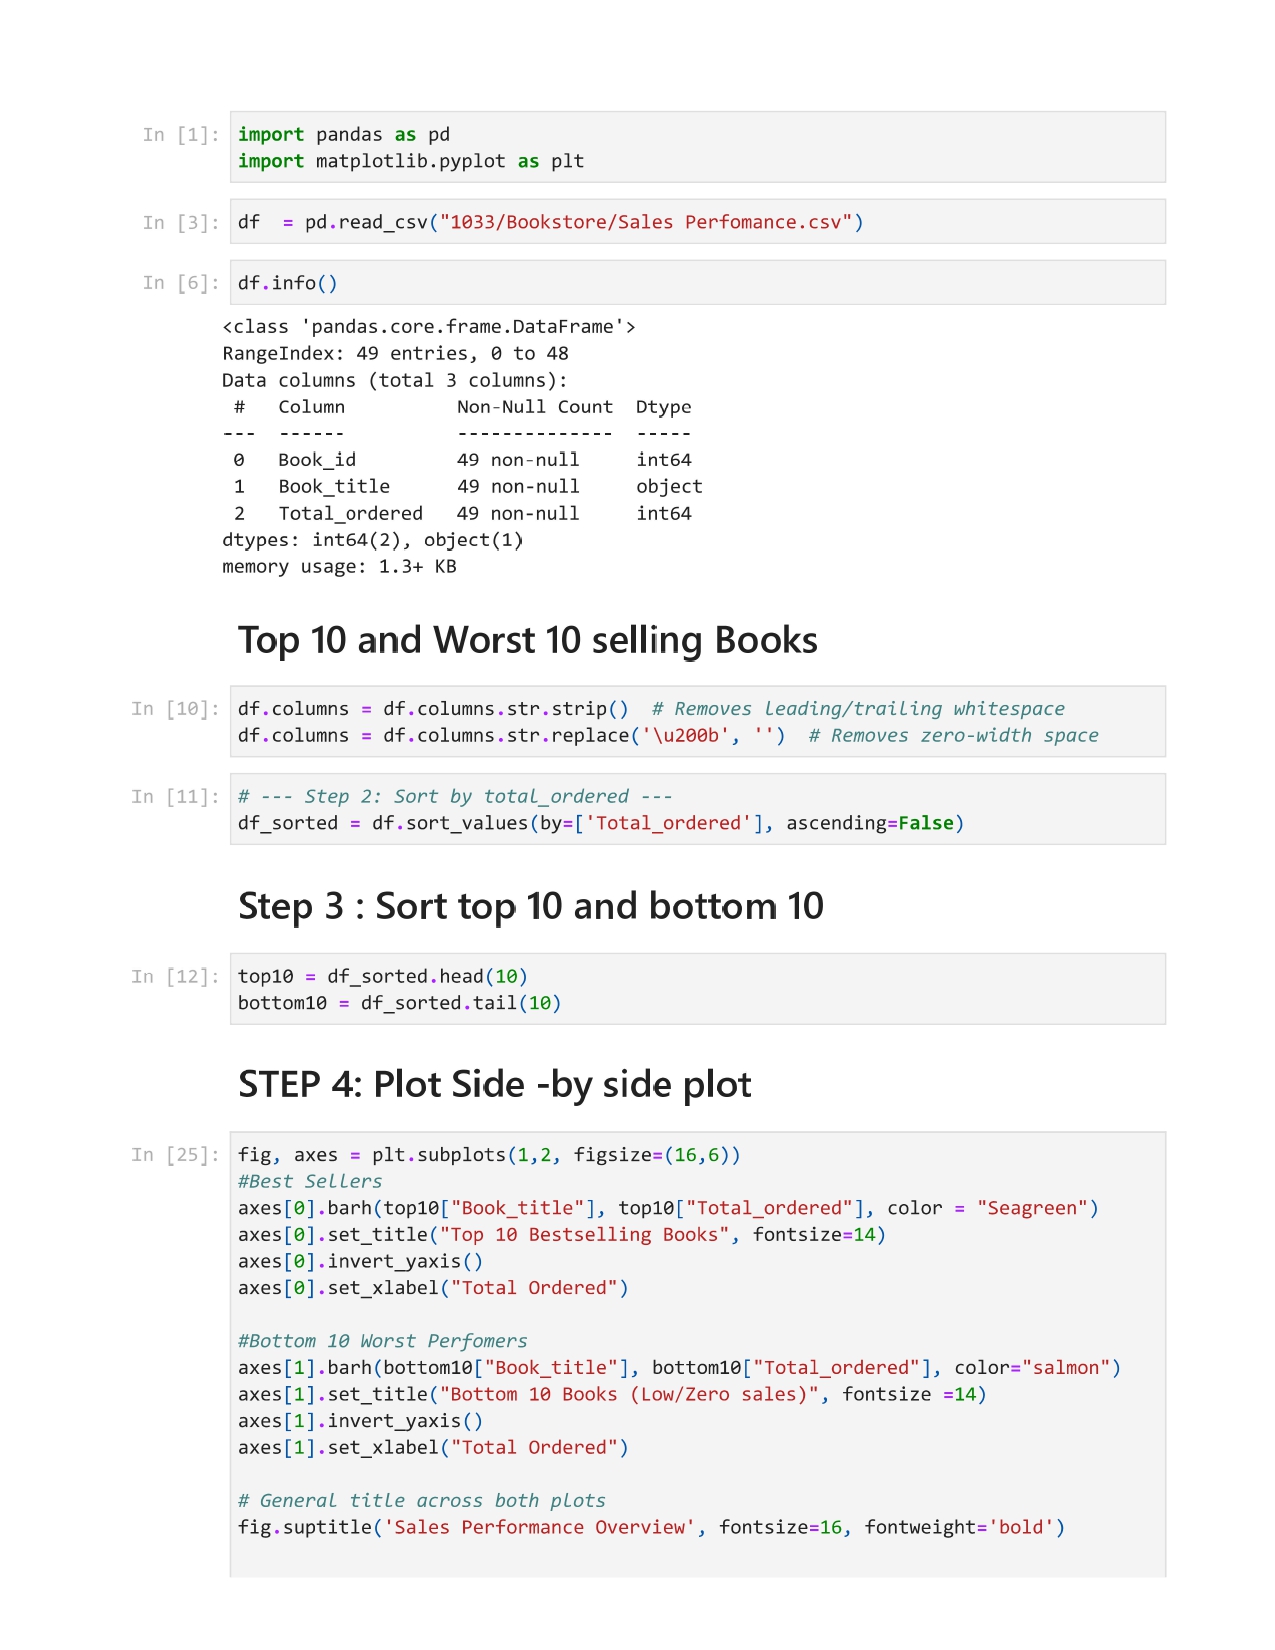 In [1]: import pandas as pd
import matplotlib.pyplot as plt
In [3]: df  = pd.read_csv("1033/Bookstore/Sales Perfomance.csv")
In [6]: df.info()
<class 'pandas.core.frame.DataFrame'>
RangeIndex: 49 entries, 0 to 48
Data columns (total 3 columns):
 #   Column          Non-Null Count  Dtype
---  ------          --------------  -----
 0   Book_id         49 non-null     int64
 1   Book_title      49 non-null     object
 2   Total_ordered   49 non-null     int64
dtypes: int64(2), object(1)
memory usage: 1.3+ KB
Top 10 and Worst 10 selling Books
In [10]: df.columns = df.columns.str.strip()  # Removes leading/trailing whitespace
df.columns = df.columns.str.replace('\u200b', '')  # Removes zero-width space
In [11]: # --- Step 2: Sort by total_ordered ---
df_sorted = df.sort_values(by=['Total_ordered'], ascending=False)
Step 3 : Sort top 10 and bottom 10
In [12]: top10 = df_sorted.head(10)
bottom10 = df_sorted.tail(10)
STEP 4: Plot Side -by side plot
In [25]: fig, axes = plt.subplots(1,2, figsize=(16,6))
#Best Sellers
axes[0].barh(top10["Book_title"], top10["Total_ordered"], color = "Seagreen")
axes[0].set_title("Top 10 Bestselling Books", fontsize=14)
axes[0].invert_yaxis()
axes[0].set_xlabel("Total Ordered")
#Bottom 10 Worst Perfomers
axes[1].barh(bottom10["Book_title"], bottom10["Total_ordered"], color="salmon")
axes[1].set_title("Bottom 10 Books (Low/Zero sales)", fontsize =14)
axes[1].invert_yaxis()
axes[1].set_xlabel("Total Ordered")
# General title across both plots
fig.suptitle('Sales Performance Overview', fontsize=16, fontweight='bold')